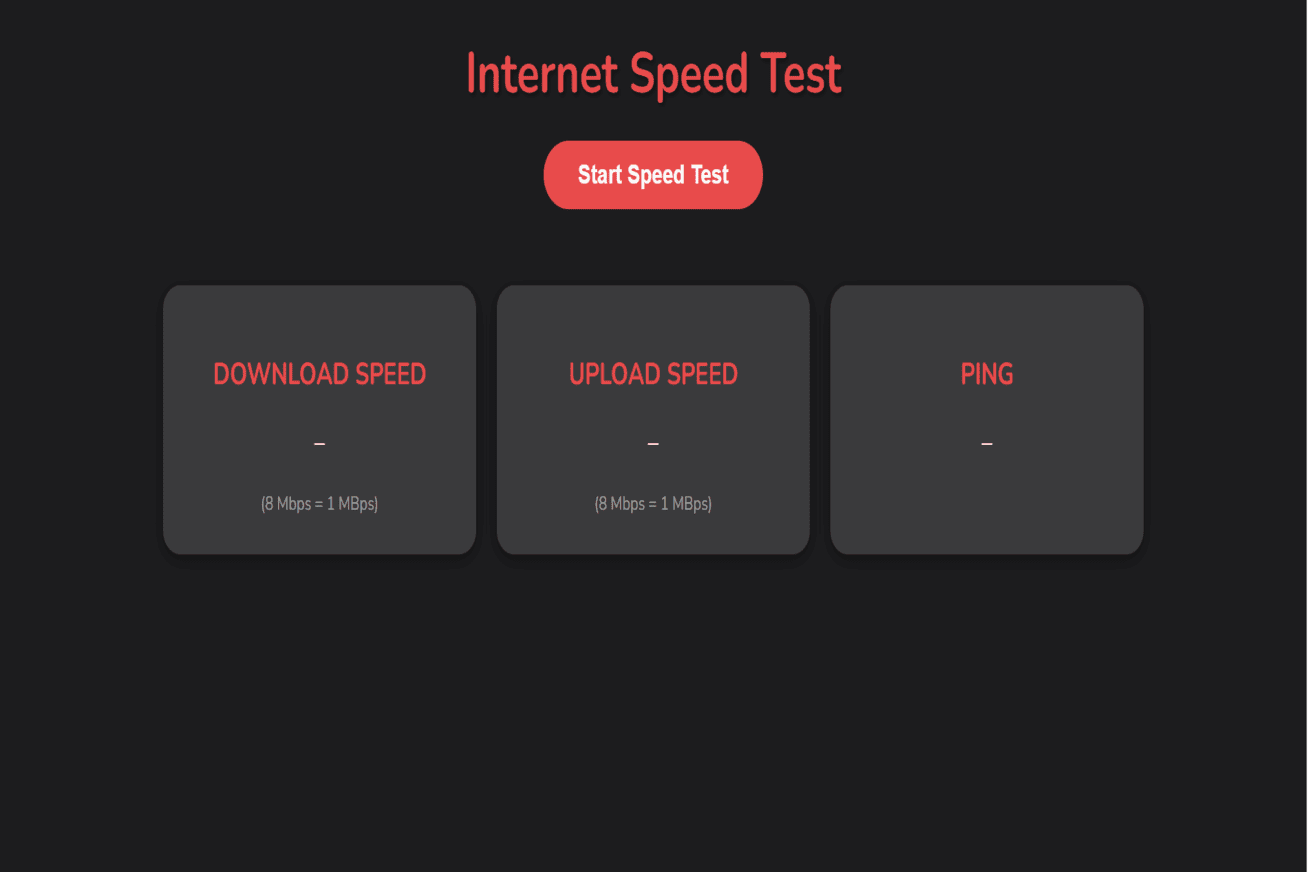 Internet Speed Test
Start Speed Test
DOWNLOAD SPEED
–
(8 Mbps = 1 MBps)
UPLOAD SPEED
–
(8 Mbps = 1 MBps)
PING
–